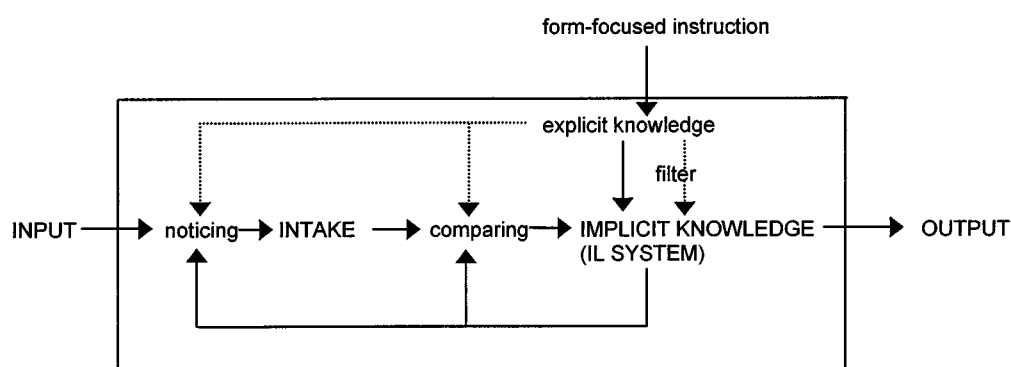 form-focused instruction
explicit knowledge
filter
INPUT noticing INTAKE comparing IMPLICIT KNOWLEDGE OUTPUT
(IL SYSTEM)